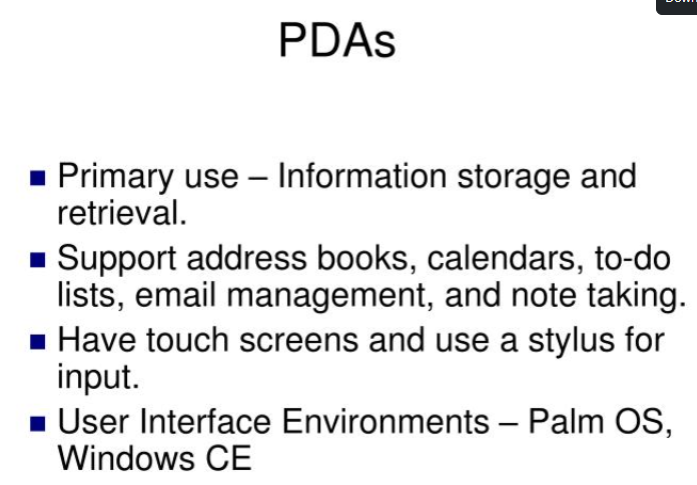 PDAs
Primary use – Information storage and
retrieval.
Support address books, calendars, to-do
lists, email management, and note taking.
Have touch screens and use a stylus for
input.
User Interface Environments – Palm OS,
Windows CE